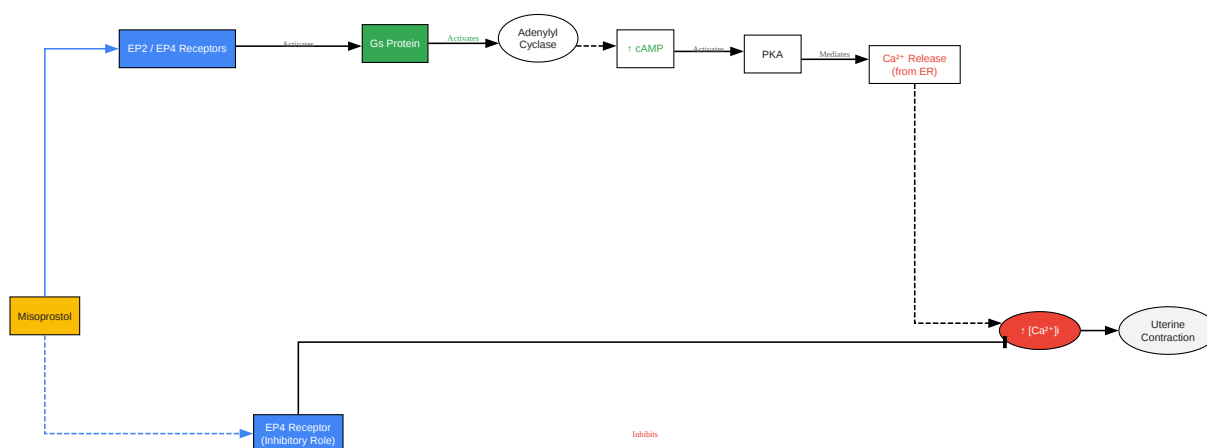 EP2 / EP4 Receptors
Activates
Gs Protein
Activates
Adenylyl
Cyclase
↑ cAMP
Activates
PKA
Mediates
Ca²⁺ Release
(from ER)
Misoprostol
↑ [Ca²⁺]i
Uterine
Contraction
EP4 Receptor
(Inhibitory Role)
Inhibits